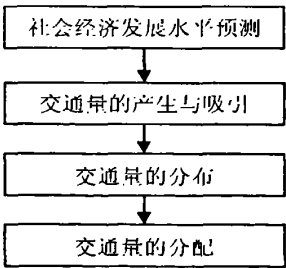 社会经济发展水平预测
交通量的产生与吸引
交通量的分布
交通量的分配